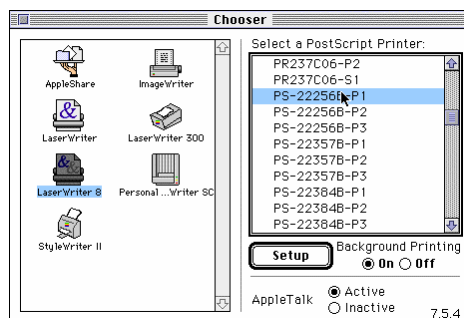 Chooser
AppleShare
ImageWriter
LaserWriter
LaserWriter 300
LaserWriter 8
Personal ...Writer SC
StyleWriter II
Select a PostScript Printer:
PR237C06-P2
PR237C06-S1
PS-22256B-P1
PS-22256B-P2
PS-22256B-P3
PS-22357B-P1
PS-22357B-P2
PS-22357B-P3
PS-22384B-P1
PS-22384B-P2
PS-22384B-P3
Setup
Background Printing
On Off
AppleTalk
Active
Inactive
7.5.4